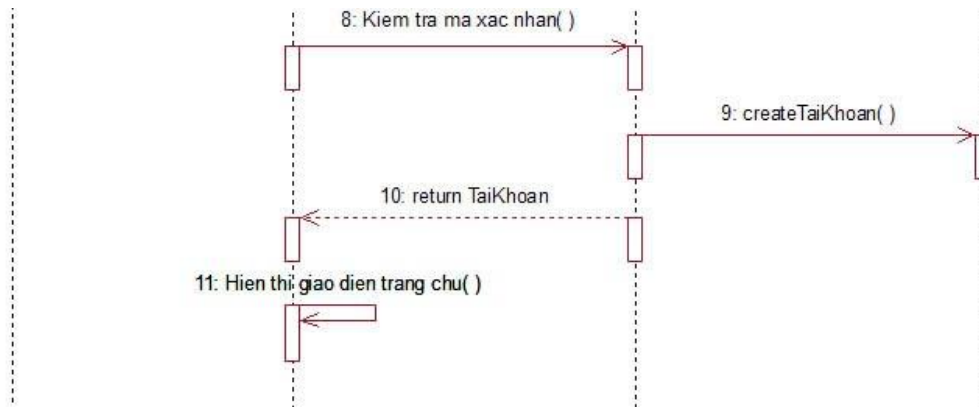 8: Kiem tra ma xac nhan( )
9: createTaiKhoan( )
10: return TaiKhoan
11: Hien thi giao dien trang chu( )